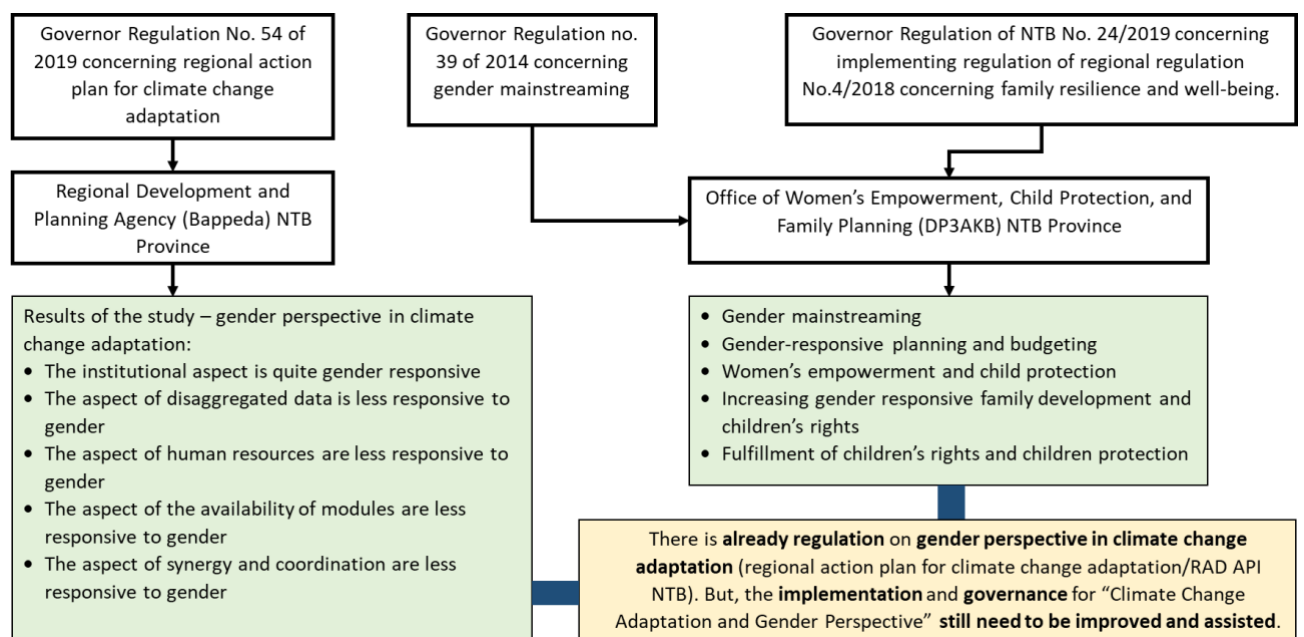 Governor Regulation No. 54 of
2019 concerning regional action
plan for climate change
adaptation
Governor Regulation no.
39 of 2014 concerning
gender mainstreaming
Governor Regulation of NTB No. 24/2019 concerning
implementing regulation of regional regulation
No.4/2018 concerning family resilience and well-being.
Regional Development and
Planning Agency (Bappeda) NTB
Province
Office of Women’s Empowerment, Child Protection, and
Family Planning (DP3AKB) NTB Province
Results of the study – gender perspective in climate
change adaptation:
• The institutional aspect is quite gender responsive
• The aspect of disaggregated data is less responsive to
gender
• The aspect of human resources are less responsive to
gender
• The aspect of the availability of modules are less
responsive to gender
• The aspect of synergy and coordination are less
responsive to gender
• Gender mainstreaming
• Gender-responsive planning and budgeting
• Women’s empowerment and child protection
• Increasing gender responsive family development and
children’s rights
• Fulfillment of children’s rights and children protection
There is already regulation on gender perspective in climate change
adaptation (regional action plan for climate change adaptation/RAD API
NTB). But, the implementation and governance for “Climate Change
Adaptation and Gender Perspective” still need to be improved and assisted.